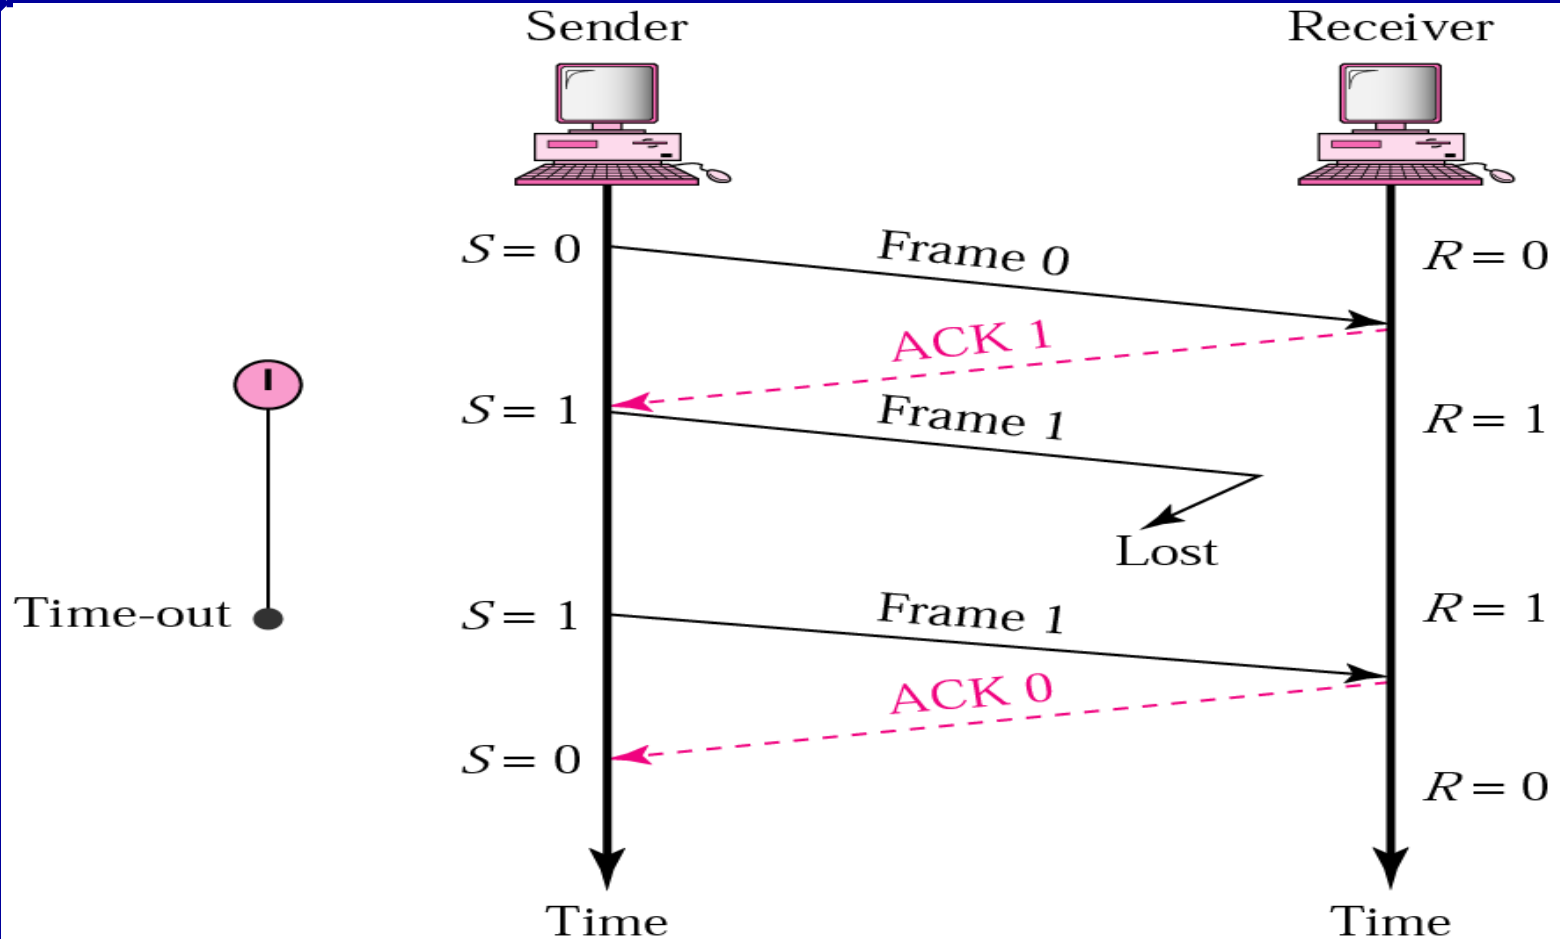 Sender
Receiver
S = 0
Frame 0
R = 0
ACK 1
S = 1
Frame 1
R = 1
Lost
Time-out
S = 1
Frame 1
R = 1
ACK 0
S = 0
R = 0
Time
Time